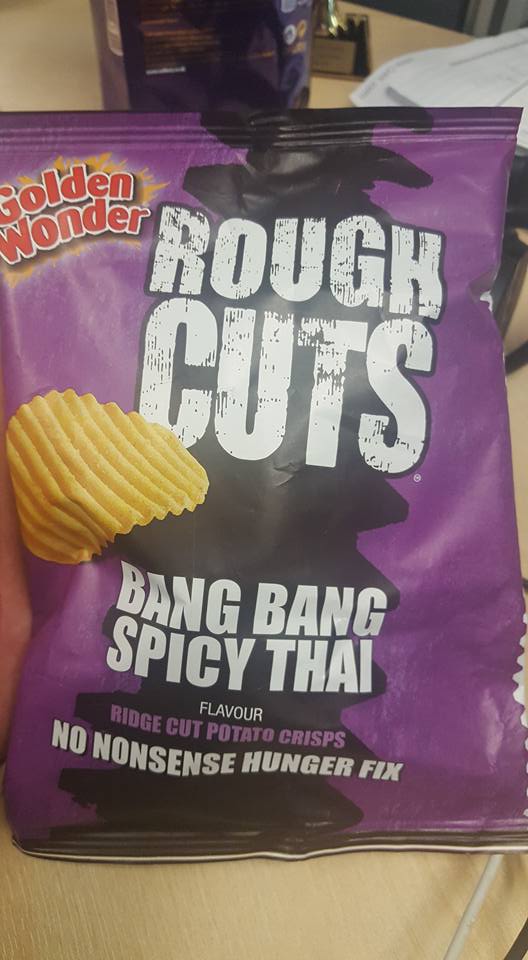 Golden
Wonder
ROUGH
CUTS
BANG BANG
SPICY THAI
FLAVOUR
RIDGE CUT POTATO CRISPS
NO NONSENSE HUNGER FIX